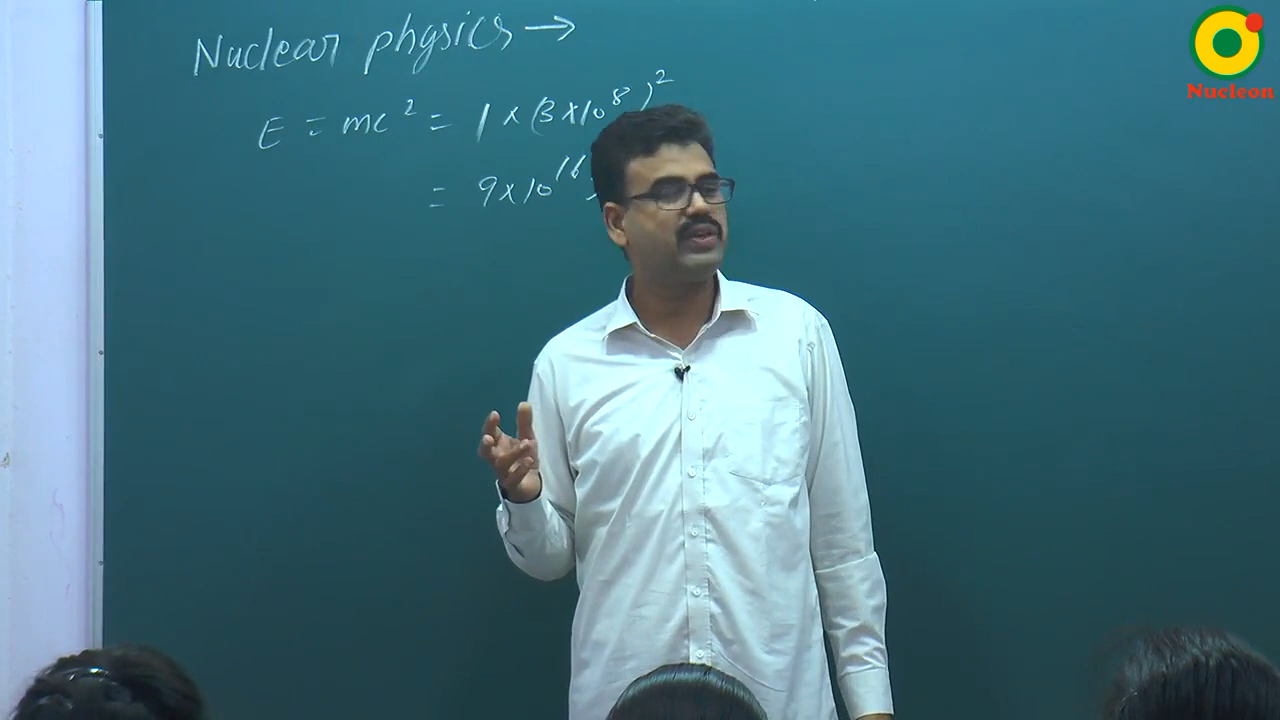 Nuclear physics →
E = mc² = 1 × (3×10⁸)²
= 9×10¹⁶
Nucleon